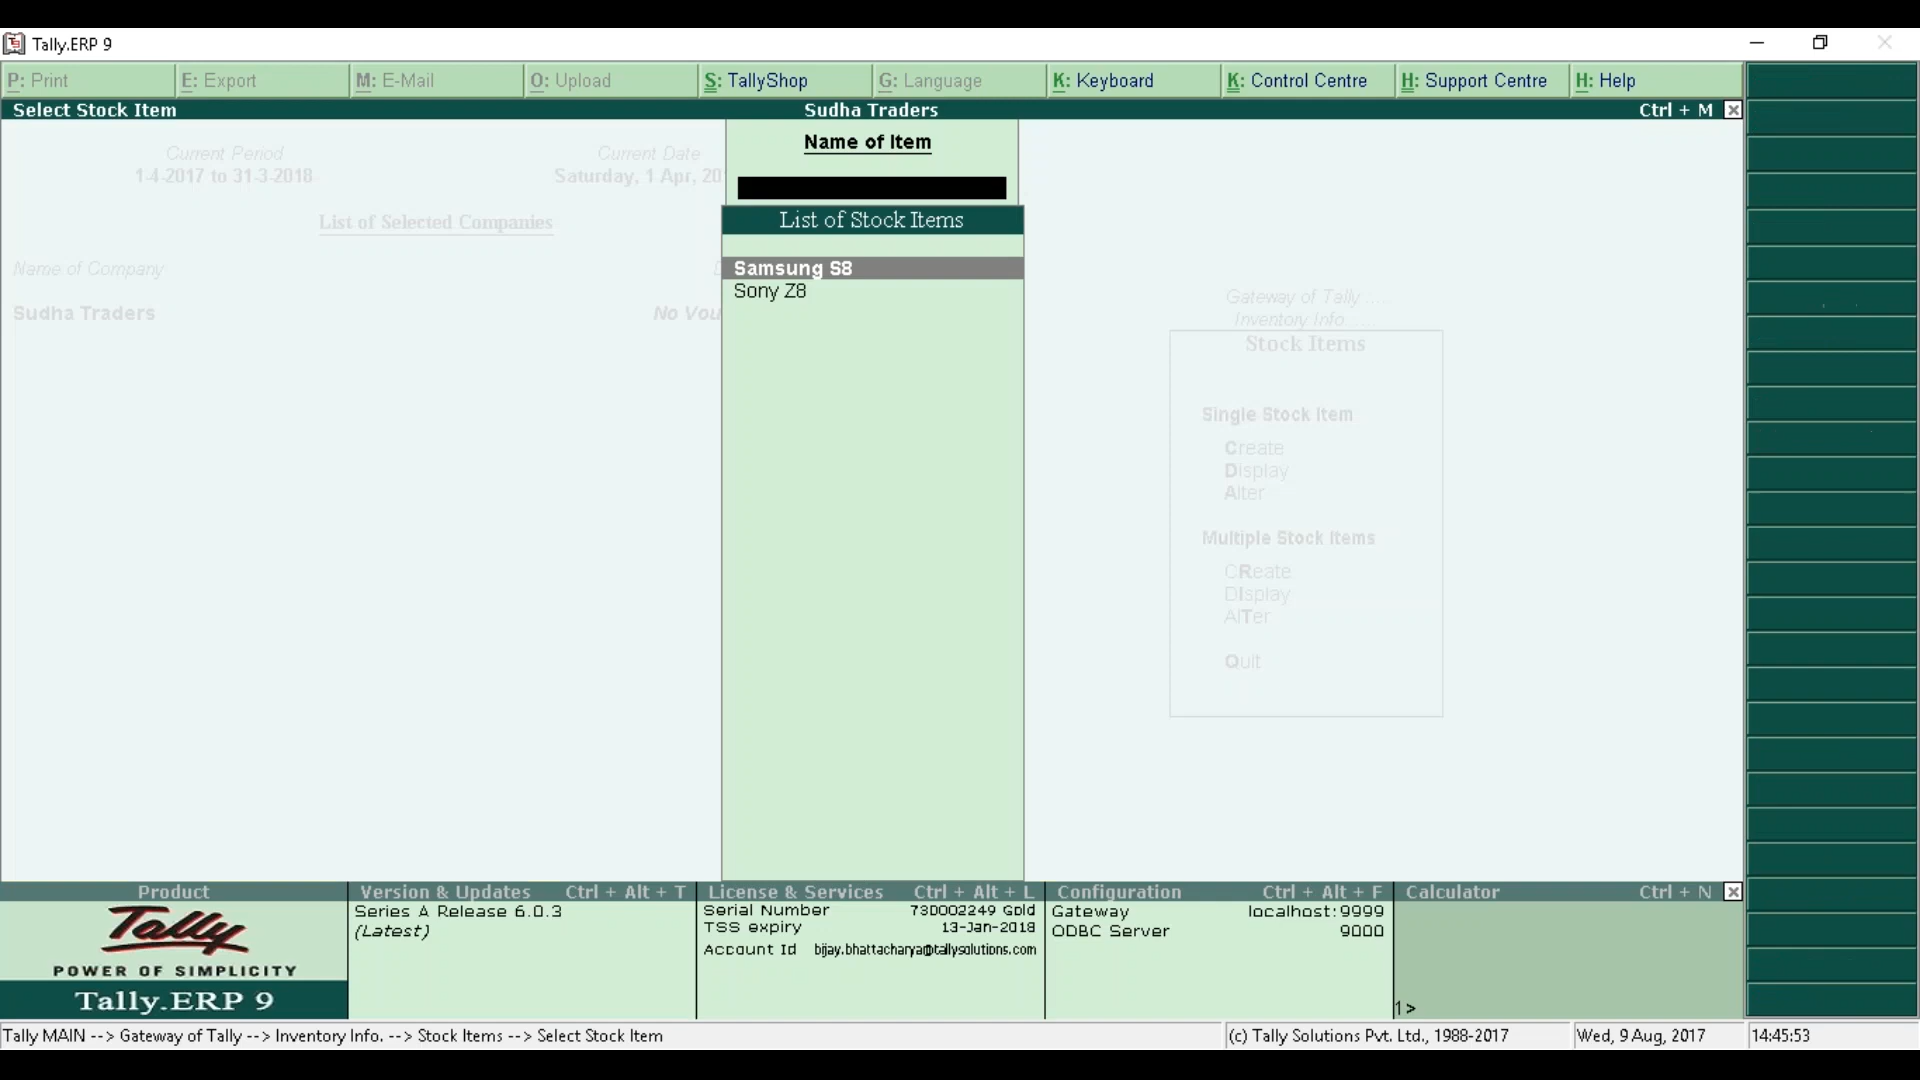 Tally.ERP 9
P: Print E: Export M: E-Mail O: Upload S: TallyShop G: Language K: Keyboard K: Control Centre H: Support Centre H: Help
Select Stock Item Sudha Traders Ctrl + M
Name of Item
Current Period Current Date
1-4-2017 to 31-3-2018 Saturday, 1 Apr, 20
List of Selected Companies
List of Stock Items
Name of Company
Samsung S8
Sony Z8
Sudha Traders No Vou
Gateway of Tally .....
Inventory Info. .....
Stock Items
Single Stock Item
Create
Display
Alter
Multiple Stock Items
CReate
DIsplay
AlTer
Quit
Product
Tally
POWER OF SIMPLICITY
Tally.ERP 9
Version & Updates Ctrl + Alt + T
Series A Release 6.0.3
(Latest)
License & Services Ctrl + Alt + L
Serial Number 730002249 Gold
TSS expiry 13-Jan-2018
Account Id bijay.bhattacharya@tallysolutions.com
Configuration Ctrl + Alt + F
Gateway localhost:9999
ODBC Server 9000
Calculator Ctrl + N
1 >
Tally MAIN --> Gateway of Tally --> Inventory Info. --> Stock Items --> Select Stock Item (c) Tally Solutions Pvt. Ltd., 1988-2017 Wed, 9 Aug, 2017 14:45:53